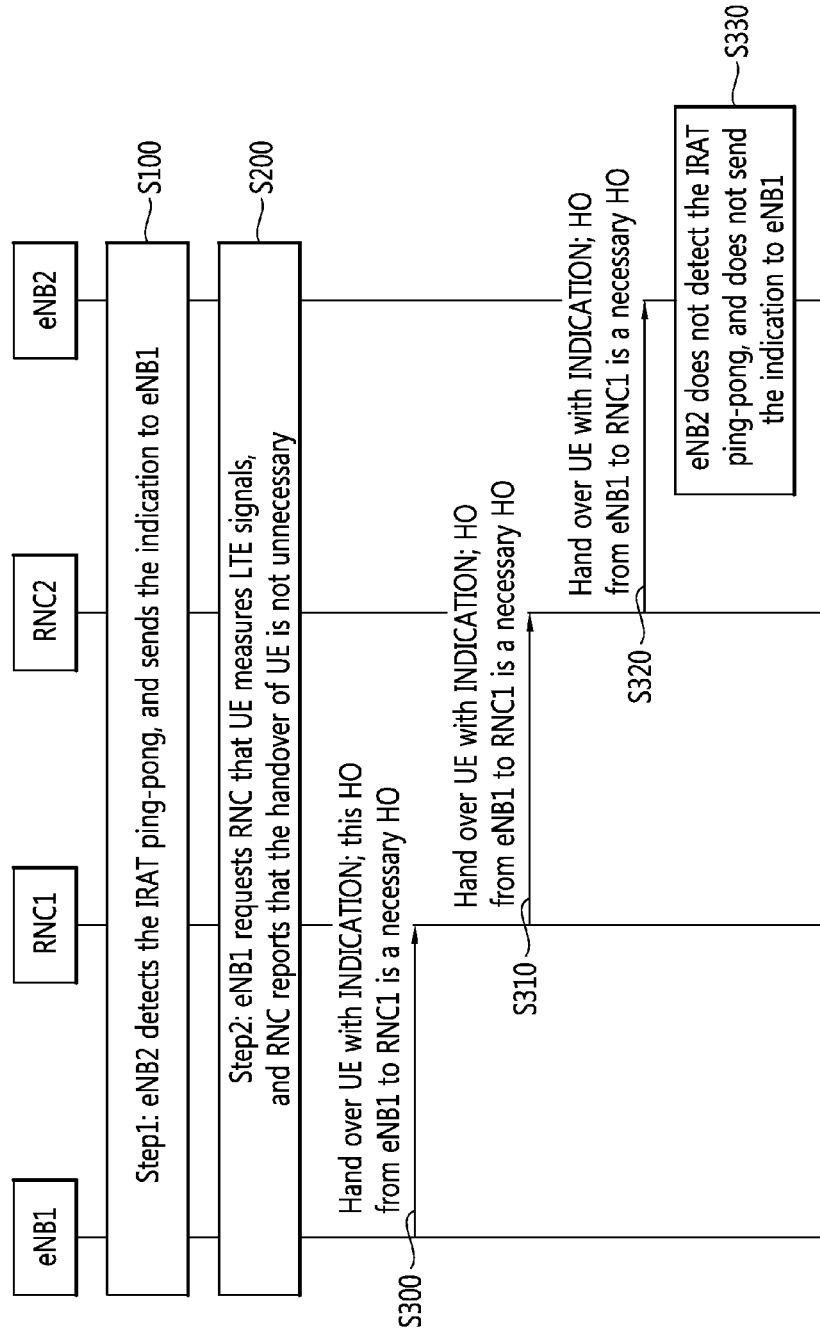 eNB1
RNC1
RNC2
eNB2
Step1: eNB2 detects the IRAT ping-pong, and sends the indication to eNB1
S100
Step2: eNB1 requests RNC that UE measures LTE signals,
and RNC reports that the handover of UE is not unnecessary
S200
Hand over UE with INDICATION; this HO
from eNB1 to RNC1 is a necessary HO
S300
Hand over UE with INDICATION; HO
from eNB1 to RNC1 is a necessary HO
S310
Hand over UE with INDICATION; HO
from eNB1 to RNC1 is a necessary HO
S320
eNB2 does not detect the IRAT
ping-pong, and does not send
the indication to eNB1
S330